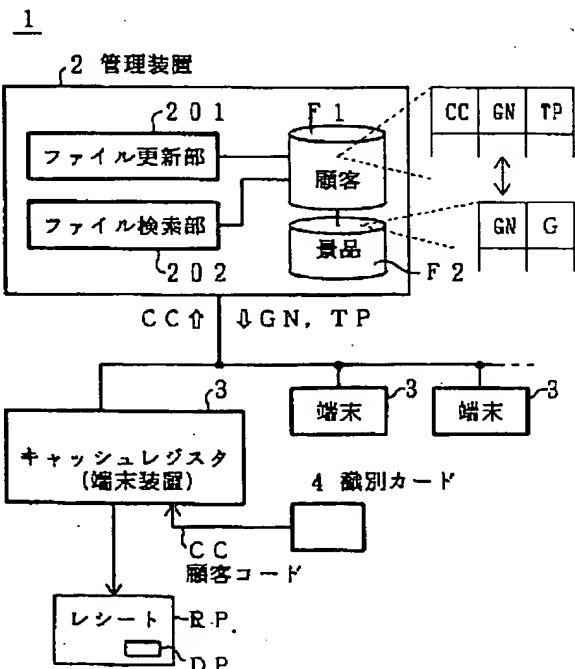 1
2 管理装置
201
ファイル更新部
ファイル検索部
202
F1
顧客
景品
F2
CC GN TP
GN G
CC⇧ ⇩GN, TP
3
キャッシュレジスタ
(端末装置)
端末
3
端末
3
4 識別カード
CC
顧客コード
レシート
RP.
DP